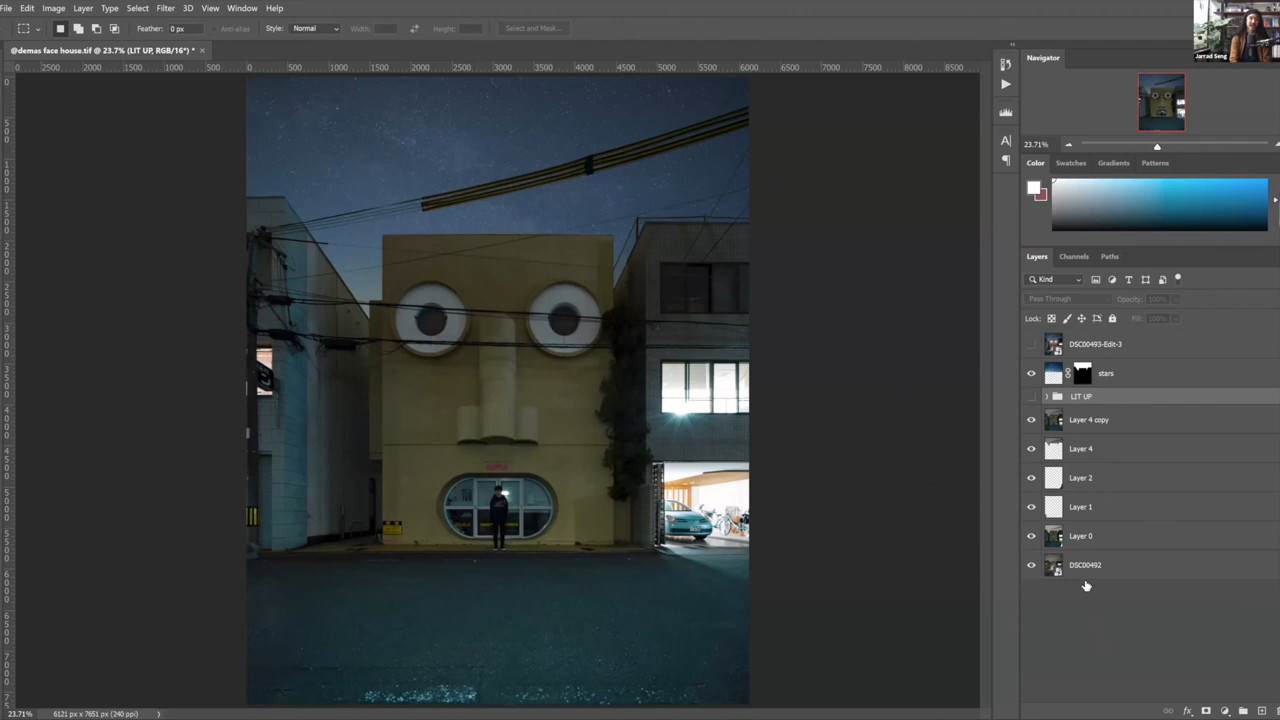 File Edit Image Layer Type Select Filter 3D View Window Help
Feather: 0 px Anti-alias Style: Normal Width: Height: Select and Mask...
@demas face house.tif @ 23.7% (LIT UP, RGB/16*) * ×
2500 2000 1500 1000 500 0 500 1000 1500 2000 2500 3000 3500 4000 4500 5000 5500 6000 6500 7000 7500 8000 8500
Jarrad Seng
Navigator
23.71%
Color Swatches Gradients Patterns
Layers Channels Paths
Kind
Pass Through Opacity: 100%
Lock: Fill: 100%
DSC00493-Edit-3
stars
LIT UP
Layer 4 copy
Layer 4
Layer 2
Layer 1
Layer 0
DSC00492
fx
23.71% 6121 px x 7651 px (240 ppi)